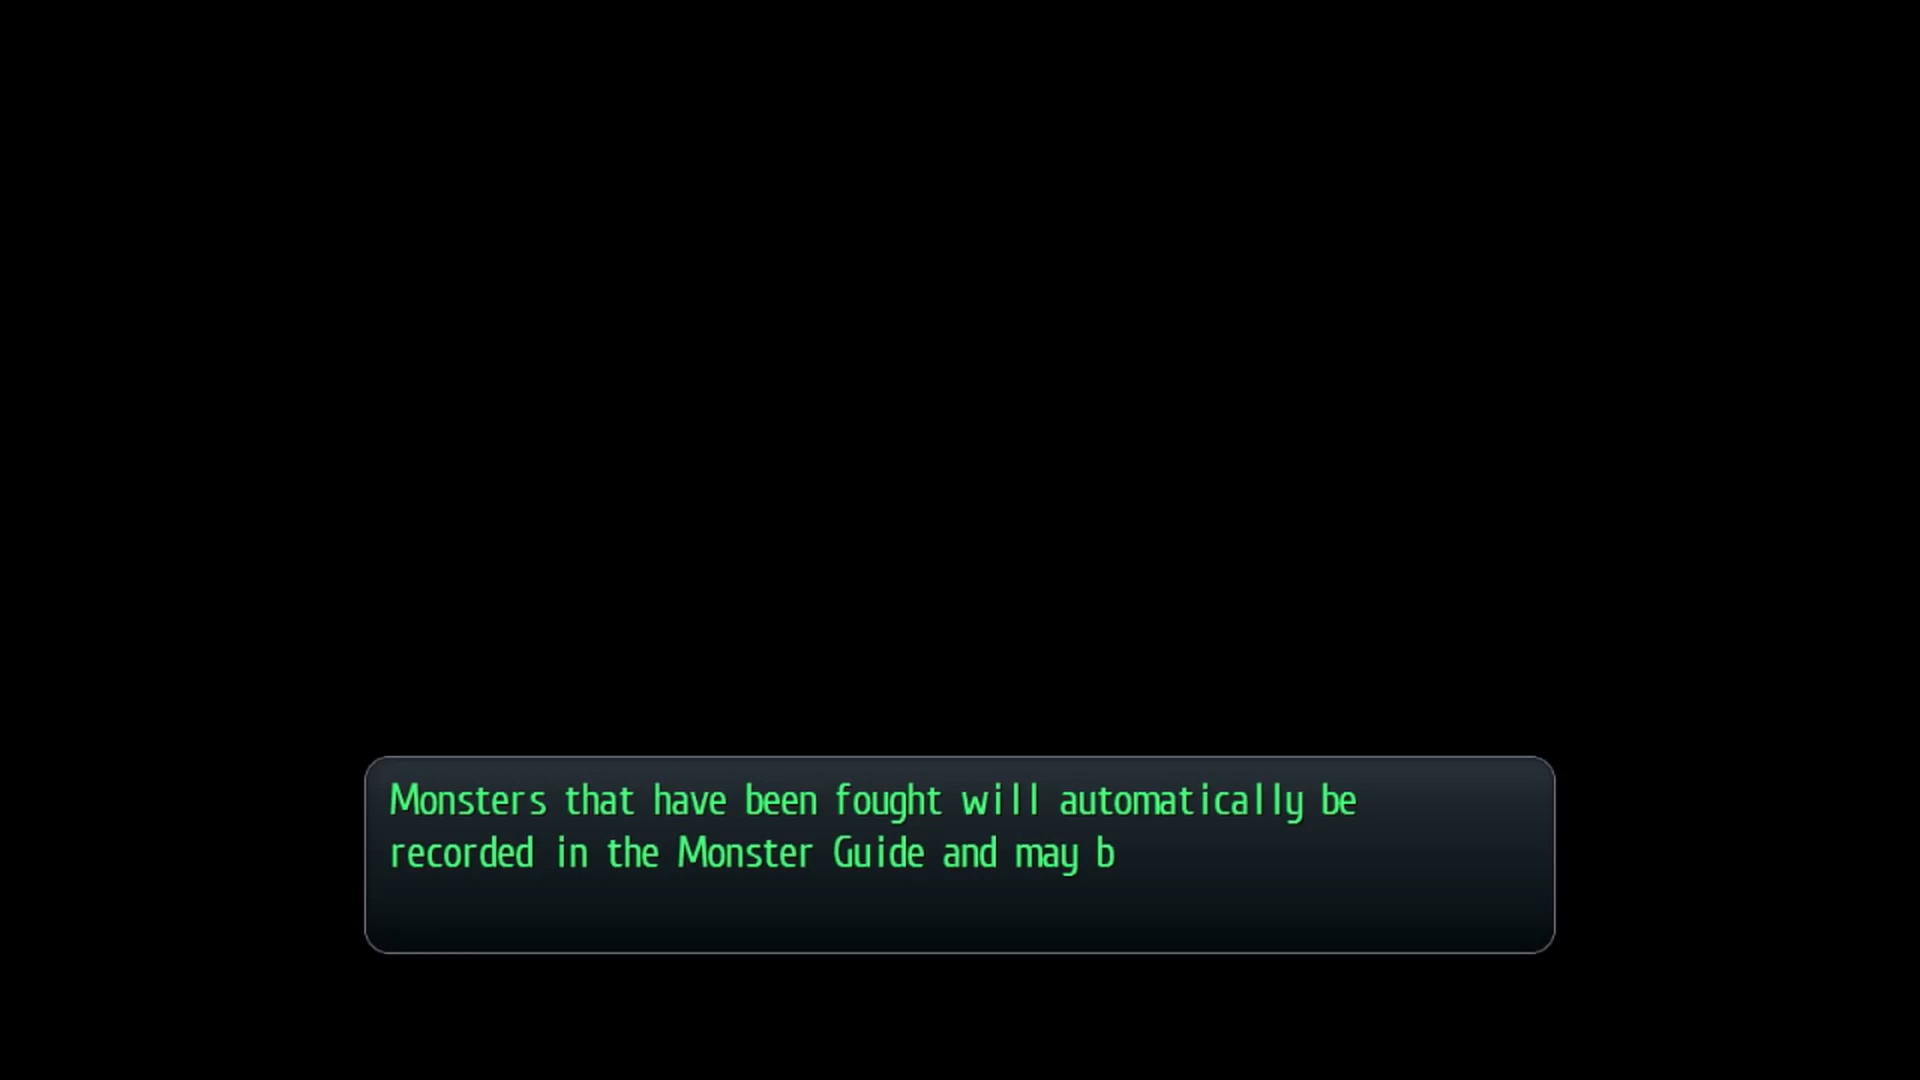 Monsters that have been fought will automatically be
recorded in the Monster Guide and may b